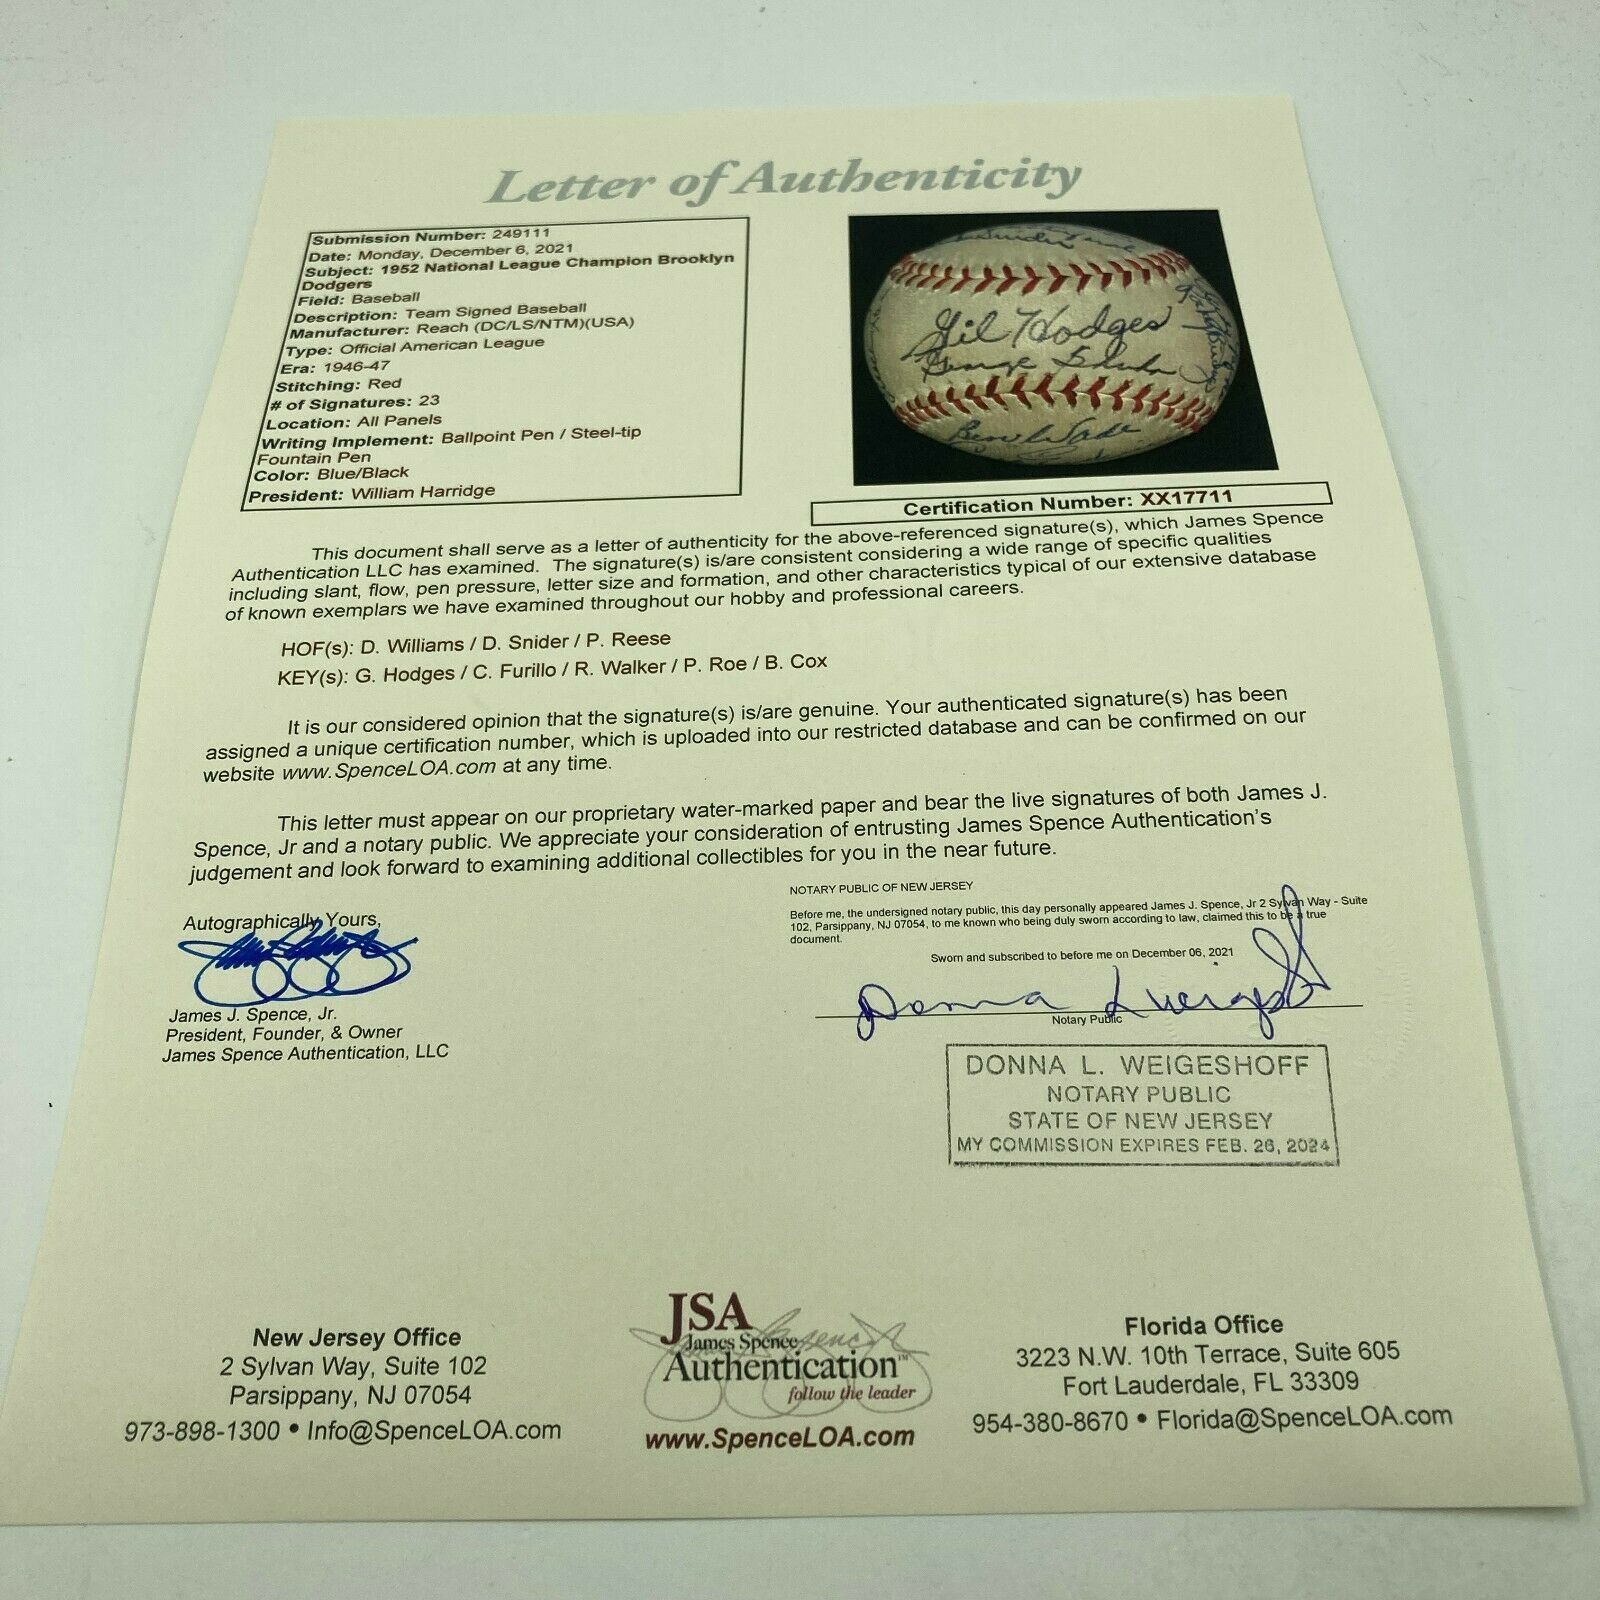 Letter of Authenticity
Submission Number: 249111
Date: Monday, December 6, 2021
Subject: 1952 National League Champion Brooklyn
Dodgers
Field: Baseball
Description: Team Signed Baseball
Manufacturer: Reach (DC/LS/NTM)(USA)
Type: Official American League
Era: 1946-47
Stitching: Red
# of Signatures: 23
Location: All Panels
Writing Implement: Ballpoint Pen / Steel-tip
Fountain Pen
Color: Blue/Black
President: William Harridge
Snider
Gil Hodges
George
Ben Wade
Certification Number: XX17711
This document shall serve as a letter of authenticity for the above-referenced signature(s), which James Spence
Authentication LLC has examined. The signature(s) is/are consistent considering a wide range of specific qualities
including slant, flow, pen pressure, letter size and formation, and other characteristics typical of our extensive database
of known exemplars we have examined throughout our hobby and professional careers.
HOF(s): D. Williams / D. Snider / P. Reese
KEY(s): G. Hodges / C. Furillo / R. Walker / P. Roe / B. Cox
It is our considered opinion that the signature(s) is/are genuine. Your authenticated signature(s) has been
assigned a unique certification number, which is uploaded into our restricted database and can be confirmed on our
website www.SpenceLOA.com at any time.
This letter must appear on our proprietary water-marked paper and bear the live signatures of both James J.
Spence, Jr and a notary public. We appreciate your consideration of entrusting James Spence Authentication's
judgement and look forward to examining additional collectibles for you in the near future.
Autographically Yours,
James J. Spence, Jr.
President, Founder, & Owner
James Spence Authentication, LLC
NOTARY PUBLIC OF NEW JERSEY
Before me, the undersigned notary public, this day personally appeared James J. Spence, Jr 2 Sylvan Way - Suite
102, Parsippany, NJ 07054, to me known who being duly sworn according to law, claimed this to be a true
document.
Sworn and subscribed to before me on December 06, 2021
Donna
Notary Public
DONNA L. WEIGESHOFF
NOTARY PUBLIC
STATE OF NEW JERSEY
MY COMMISSION EXPIRES FEB. 26, 2024
New Jersey Office
2 Sylvan Way, Suite 102
Parsippany, NJ 07054
973-898-1300 • Info@SpenceLOA.com
JSA
James Spence
Authentication™
follow the leader
www.SpenceLOA.com
Florida Office
3223 N.W. 10th Terrace, Suite 605
Fort Lauderdale, FL 33309
954-380-8670 • Florida@SpenceLOA.com